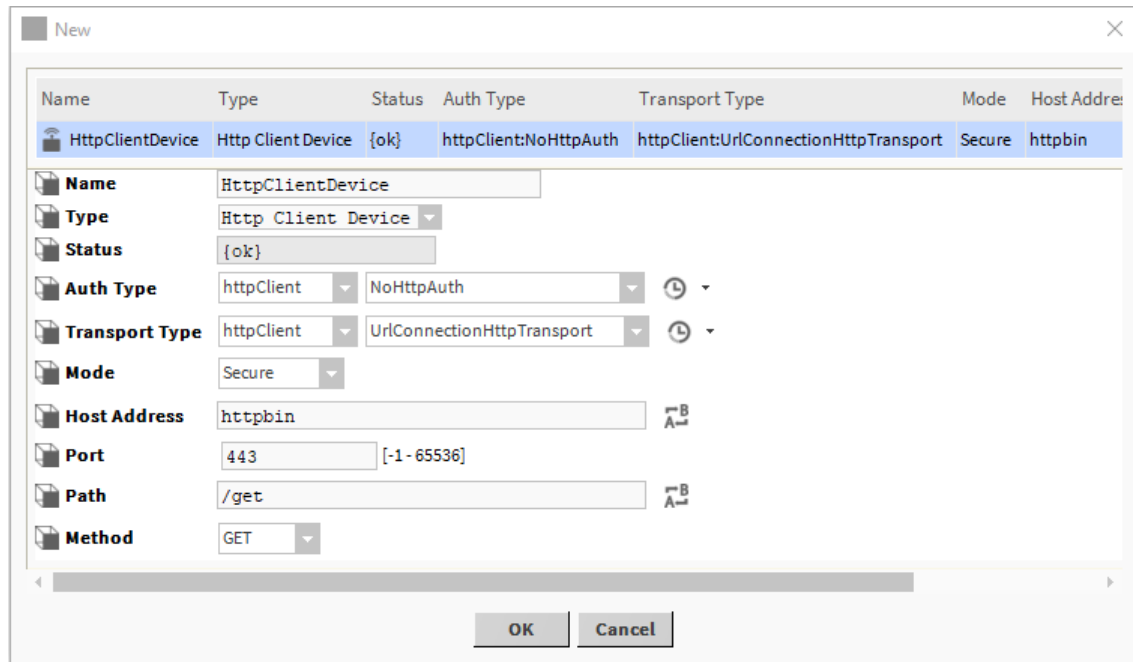 New
Name Type Status Auth Type Transport Type Mode Host Addres
HttpClientDevice Http Client Device {ok} httpClient:NoHttpAuth httpClient:UrlConnectionHttpTransport Secure httpbin
Name HttpClientDevice
Type Http Client Device
Status {ok}
Auth Type httpClient NoHttpAuth
Transport Type httpClient UrlConnectionHttpTransport
Mode Secure
Host Address httpbin
Port 443 [-1 - 65536]
Path /get
Method GET
OK Cancel